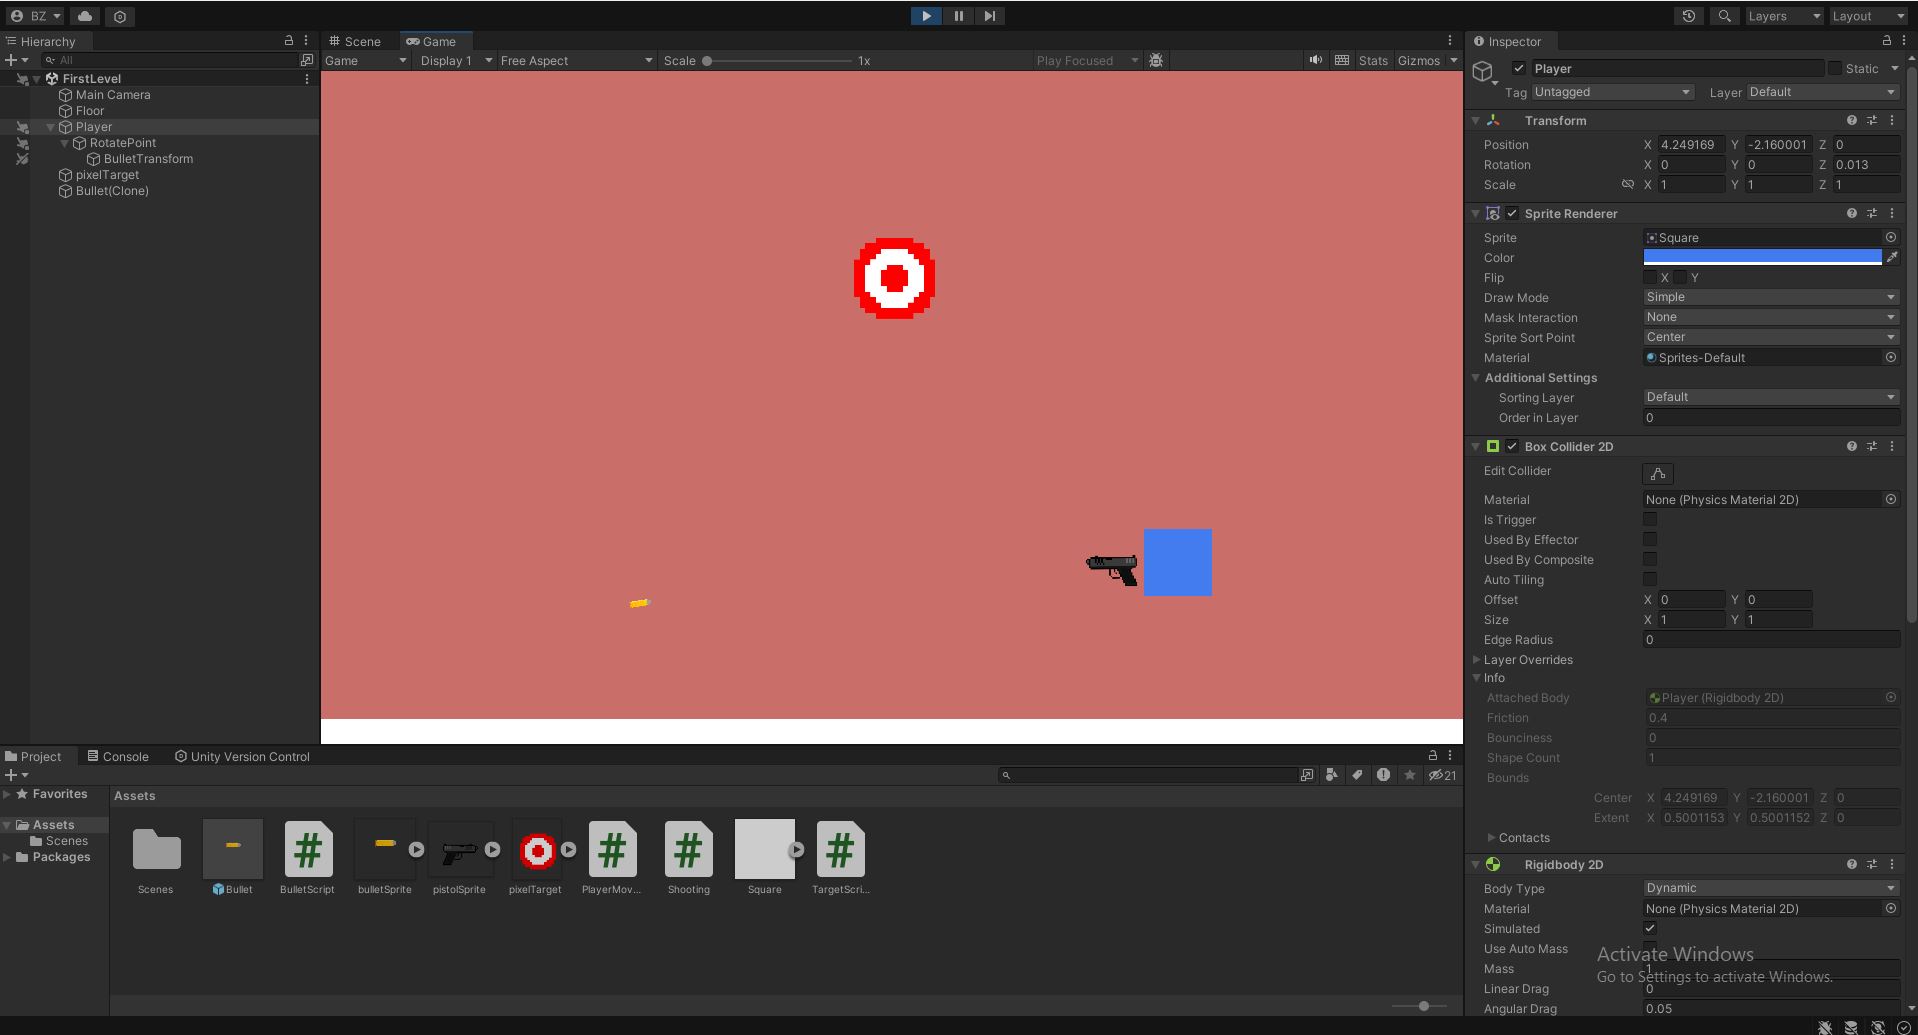 BZ
Layers Layout
Hierarchy
All
FirstLevel
Main Camera
Floor
Player
RotatePoint
BulletTransform
pixelTarget
Bullet(Clone)
Scene Game
Game Display 1 Free Aspect Scale 1x Play Focused Stats Gizmos
Inspector
Player Static
Tag Untagged Layer Default
Transform
Position X 4.249169 Y -2.160001 Z 0
Rotation X 0 Y 0 Z 0.013
Scale X 1 Y 1 Z 1
Sprite Renderer
Sprite Square
Color
Flip X Y
Draw Mode Simple
Mask Interaction None
Sprite Sort Point Center
Material Sprites-Default
Additional Settings
Sorting Layer Default
Order in Layer 0
Box Collider 2D
Edit Collider
Material None (Physics Material 2D)
Is Trigger
Used By Effector
Used By Composite
Auto Tiling
Offset X 0 Y 0
Size X 1 Y 1
Edge Radius 0
Layer Overrides
Info
Attached Body Player (Rigidbody 2D)
Friction 0.4
Bounciness 0
Shape Count 1
Bounds
Center X 4.249169 Y -2.160001 Z 0
Extent X 0.5001153 Y 0.5001152 Z 0
Contacts
Rigidbody 2D
Body Type Dynamic
Material None (Physics Material 2D)
Simulated
Use Auto Mass
Mass 1
Linear Drag 0
Angular Drag 0.05
Activate Windows
Go to Settings to activate Windows.
Project Console Unity Version Control
21
Favorites
Assets
Scenes
Packages
Assets
Scenes Bullet BulletScript bulletSprite pistolSprite pixelTarget PlayerMov... Shooting Square TargetScri...